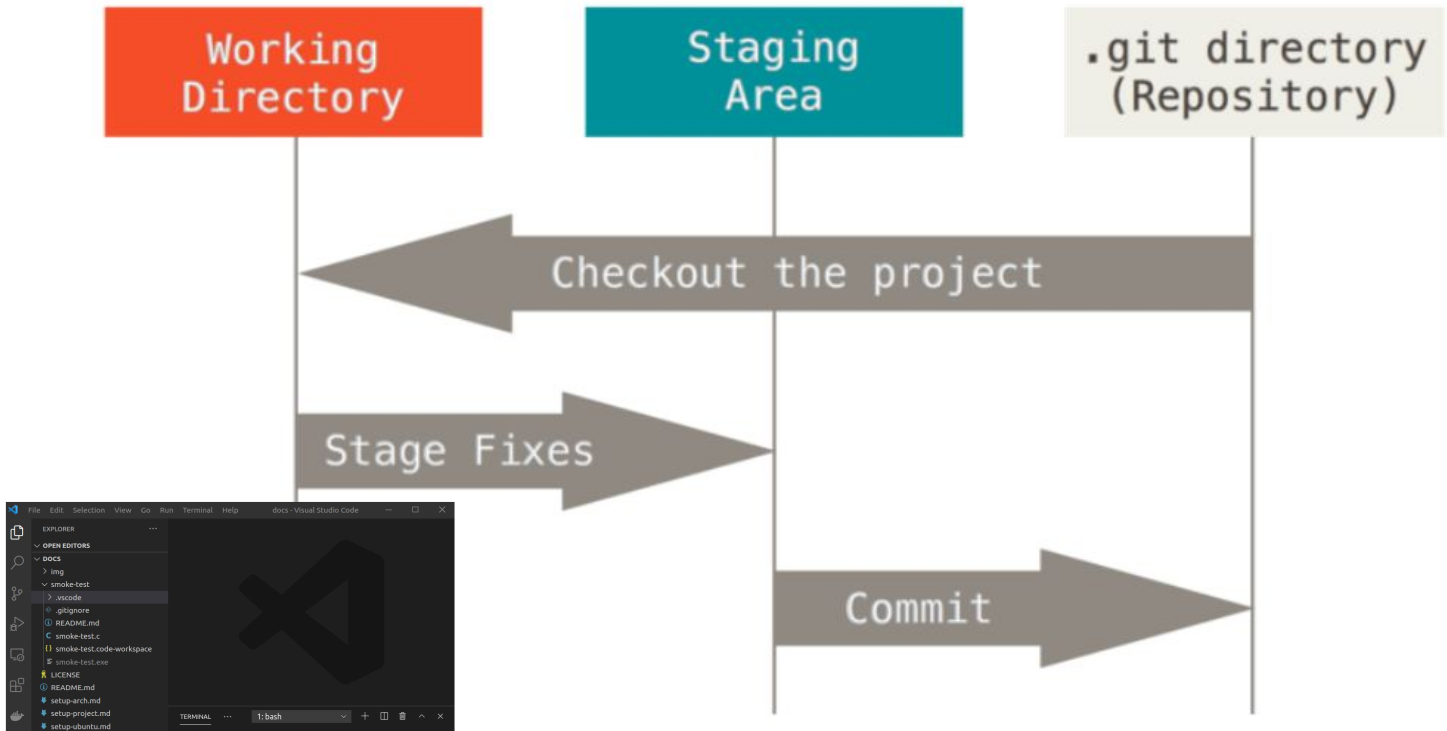 Working
Directory
Staging
Area
.git directory
(Repository)
Checkout the project
Stage Fixes
Commit
File Edit Selection View Go Run Terminal Help docs - Visual Studio Code
EXPLORER ...
OPEN EDITORS
DOCS
img
smoke-test
.vscode
.gitignore
README.md
C smoke-test.c
{} smoke-test.code-workspace
smoke-test.exe
LICENSE
README.md
setup-arch.md
setup-project.md
setup-ubuntu.md
TERMINAL ... 1: bash